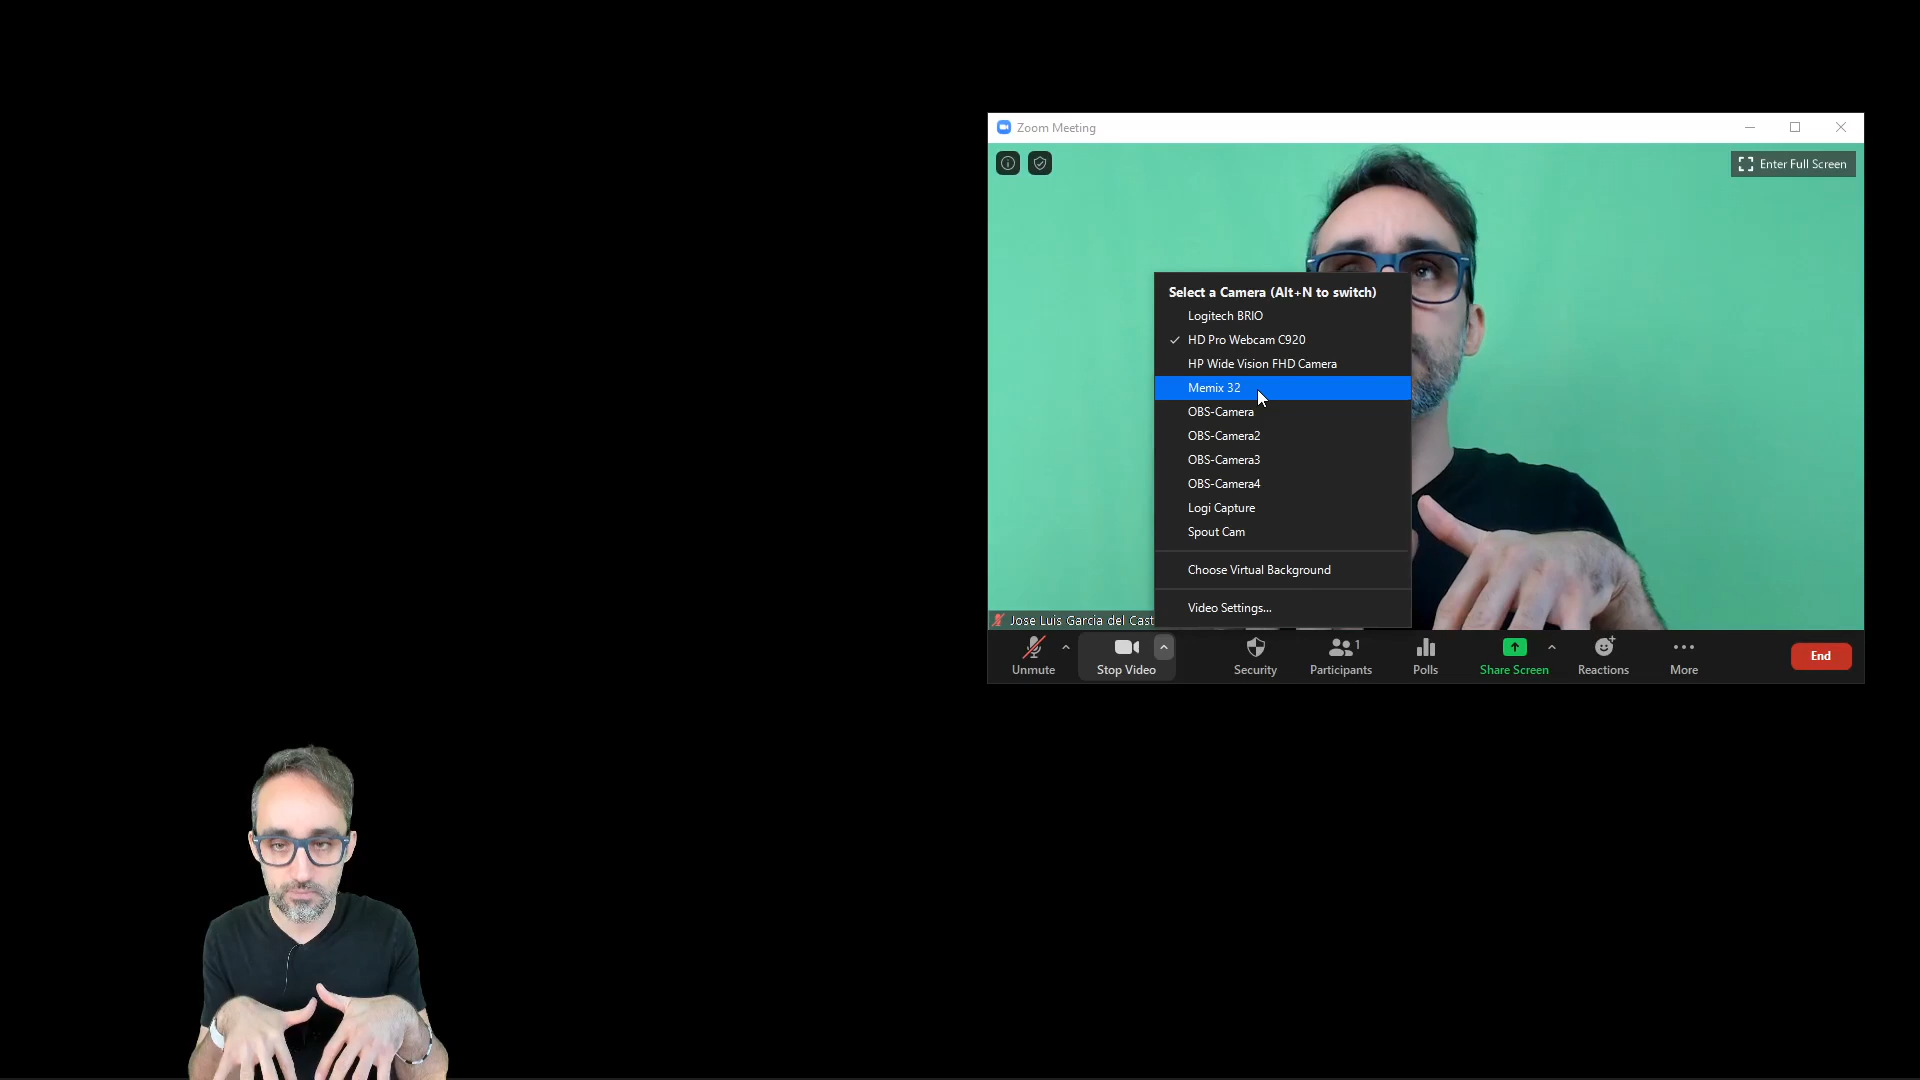 Zoom Meeting
Enter Full Screen
Select a Camera (Alt+N to switch)
Logitech BRIO
HD Pro Webcam C920
HP Wide Vision FHD Camera
Memix 32
OBS-Camera
OBS-Camera2
OBS-Camera3
OBS-Camera4
Logi Capture
Spout Cam
Choose Virtual Background
Video Settings...
Jose Luis Garcia del Cast
1
Unmute
Stop Video
Security
Participants
Polls
Share Screen
Reactions
More
End